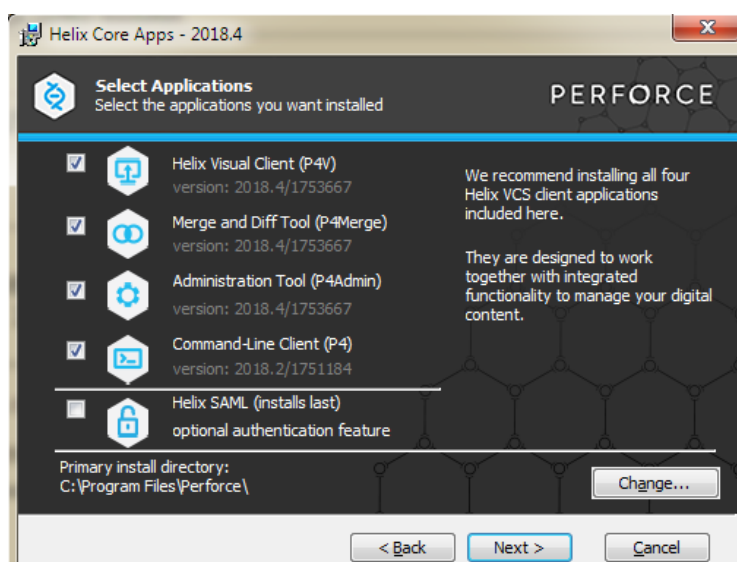 Helix Core Apps - 2018.4
Select Applications
Select the applications you want installed
PERFORCE
Helix Visual Client (P4V)
version: 2018.4/1753667
Merge and Diff Tool (P4Merge)
version: 2018.4/1753667
Administration Tool (P4Admin)
version: 2018.4/1753667
Command-Line Client (P4)
version: 2018.2/1751184
Helix SAML (installs last)
optional authentication feature
We recommend installing all four
Helix VCS client applications
included here.
They are designed to work
together with integrated
functionality to manage your digital
content.
Primary install directory:
C:\Program Files\Perforce\
Change...
< Back
Next >
Cancel